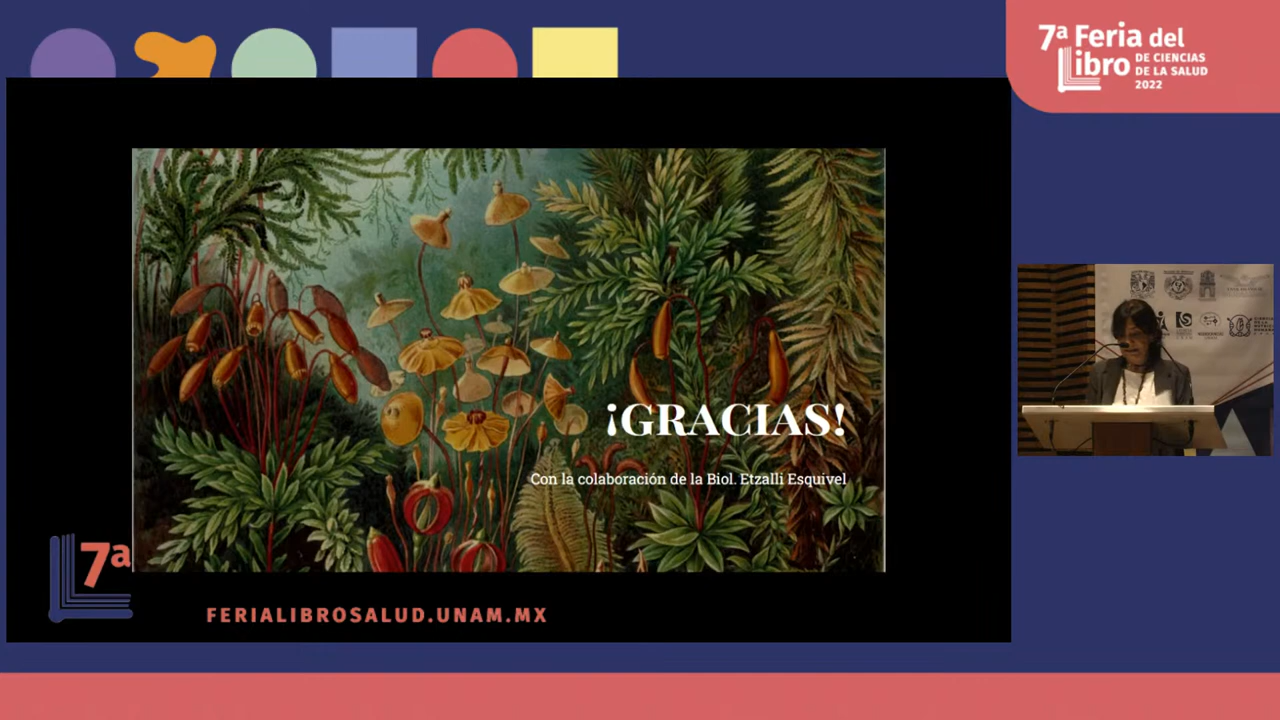 7ª Feria del
Libro DE CIENCIAS
DE LA SALUD
2022
¡GRACIAS!
Con la colaboración de la Biol. Etzalli Esquivel
7ª
FERIALIBROSALUD.UNAM.MX